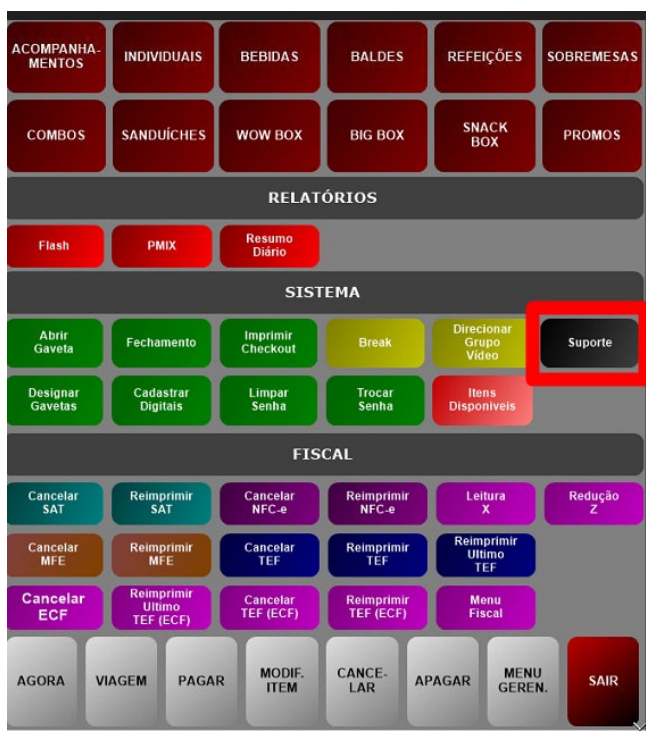 ACOMPANHA-
MENTOS
INDIVIDUAIS
BEBIDAS
BALDES
REFEIÇÕES
SOBREMESAS
COMBOS
SANDUÍCHES
WOW BOX
BIG BOX
SNACK
BOX
PROMOS
RELATÓRIOS
Flash
PMIX
Resumo
Diário
SISTEMA
Abrir
Gaveta
Fechamento
Imprimir
Checkout
Break
Direcionar
Grupo
Vídeo
Suporte
Designar
Gavetas
Cadastrar
Digitais
Limpar
Senha
Trocar
Senha
Itens
Disponiveis
FISCAL
Cancelar
SAT
Reimprimir
SAT
Cancelar
NFC-e
Reimprimir
NFC-e
Leitura
X
Redução
Z
Cancelar
MFE
Reimprimir
MFE
Cancelar
TEF
Reimprimir
TEF
Reimprimir
Ultimo
TEF
Cancelar
ECF
Reimprimir
Ultimo
TEF (ECF)
Cancelar
TEF (ECF)
Reimprimir
TEF (ECF)
Menu
Fiscal
AGORA
VIAGEM
PAGAR
MODIF.
ITEM
CANCE-
LAR
APAGAR
MENU
GEREN.
SAIR